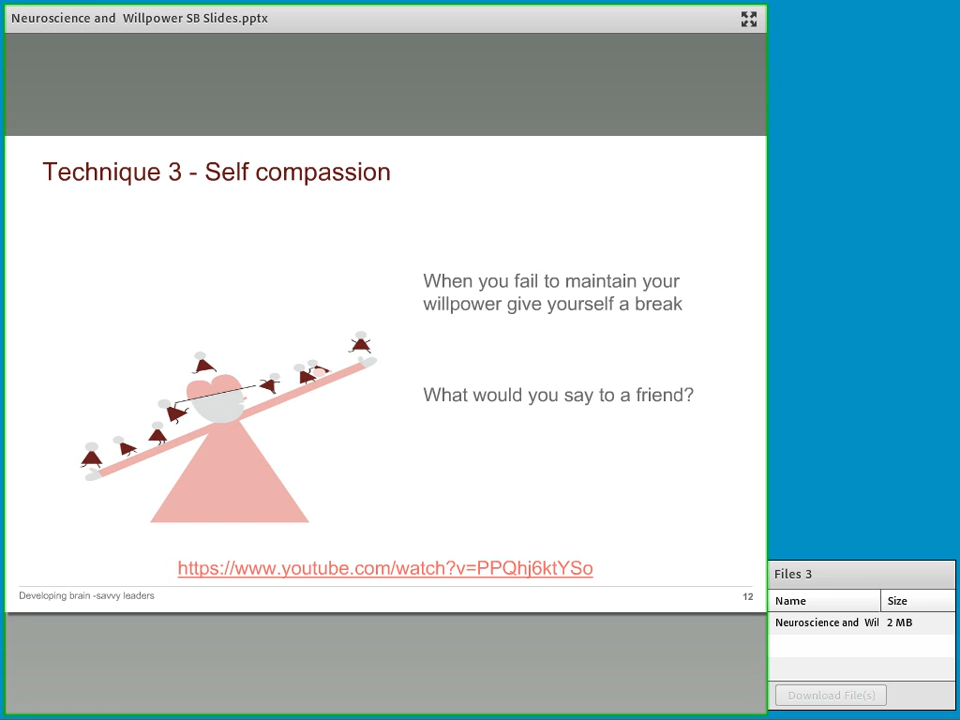 Neuroscience and  Willpower SB Slides.pptx
Technique 3 - Self compassion
When you fail to maintain your
willpower give yourself a break
What would you say to a friend?
https://www.youtube.com/watch?v=PPQhj6ktYSo
Developing brain -savvy leaders
12
Files 3
Name Size
Neuroscience and  Wil 2 MB
Download File(s)